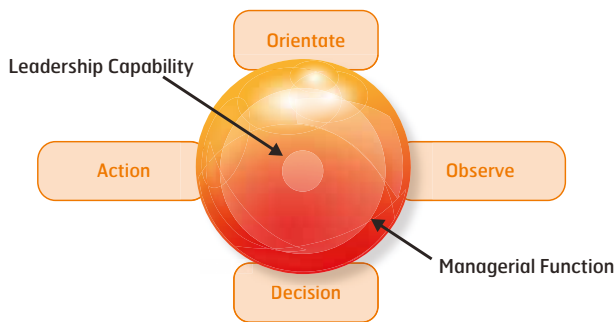 Orientate
Leadership Capability
Action
Observe
Managerial Function
Decision